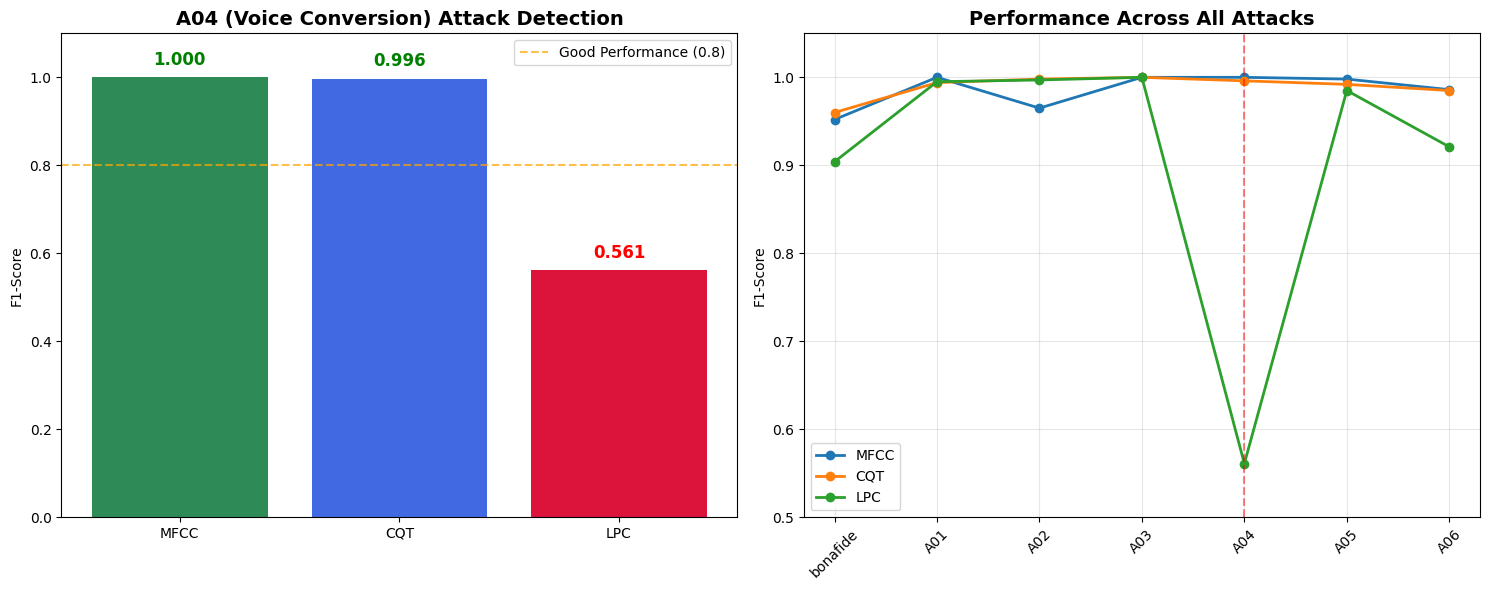 A04 (Voice Conversion) Attack Detection
Good Performance (0.8)
1.000
0.996
0.561
F1-Score
1.0
0.8
0.6
0.4
0.2
0.0
MFCC
CQT
LPC
Performance Across All Attacks
F1-Score
1.0
0.9
0.8
0.7
0.6
0.5
MFCC
CQT
LPC
bonafide
A01
A02
A03
A04
A05
A06